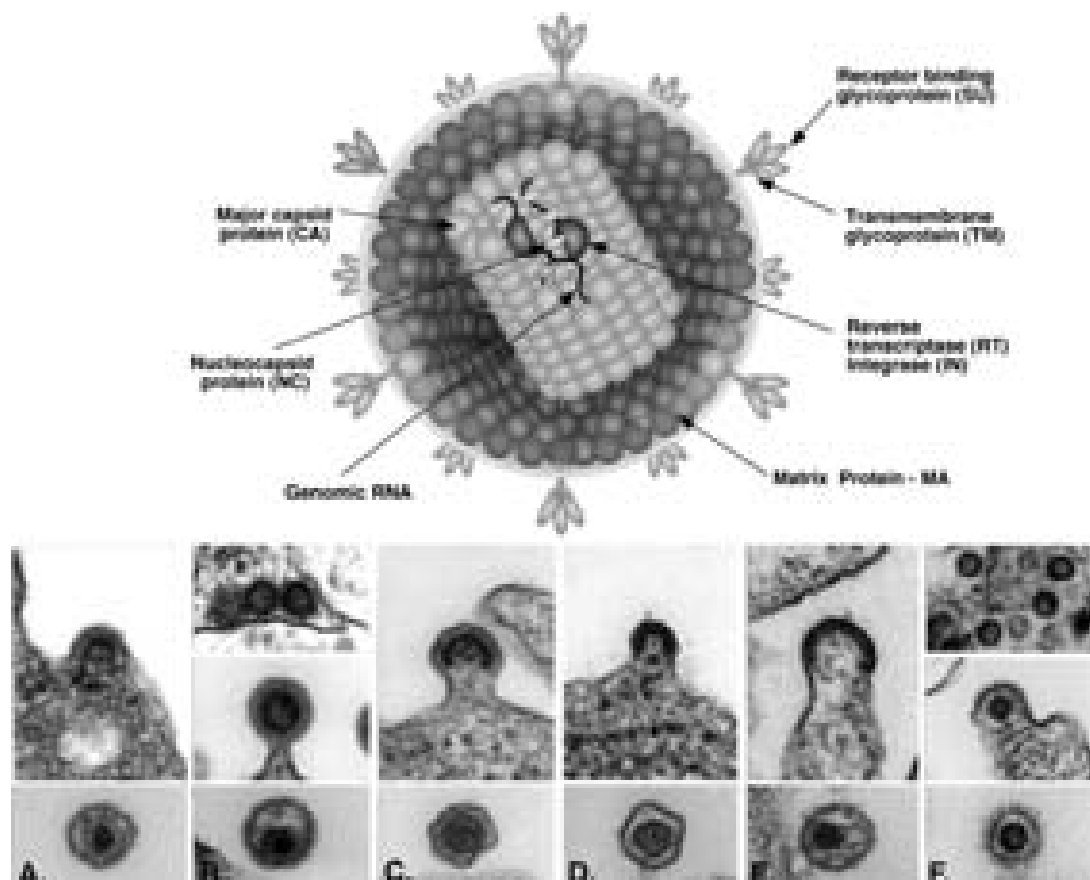 Receptor binding
glycoprotein (SU)
Major capsid
protein (CA)
Transmembrane
glycoprotein (TM)
Nucleocapsid
protein (NC)
Reverse
transcriptase (RT)
Integrase (IN)
Genomic RNA
Matrix Protein - MA
A.
B.
C.
D.
E.
F.